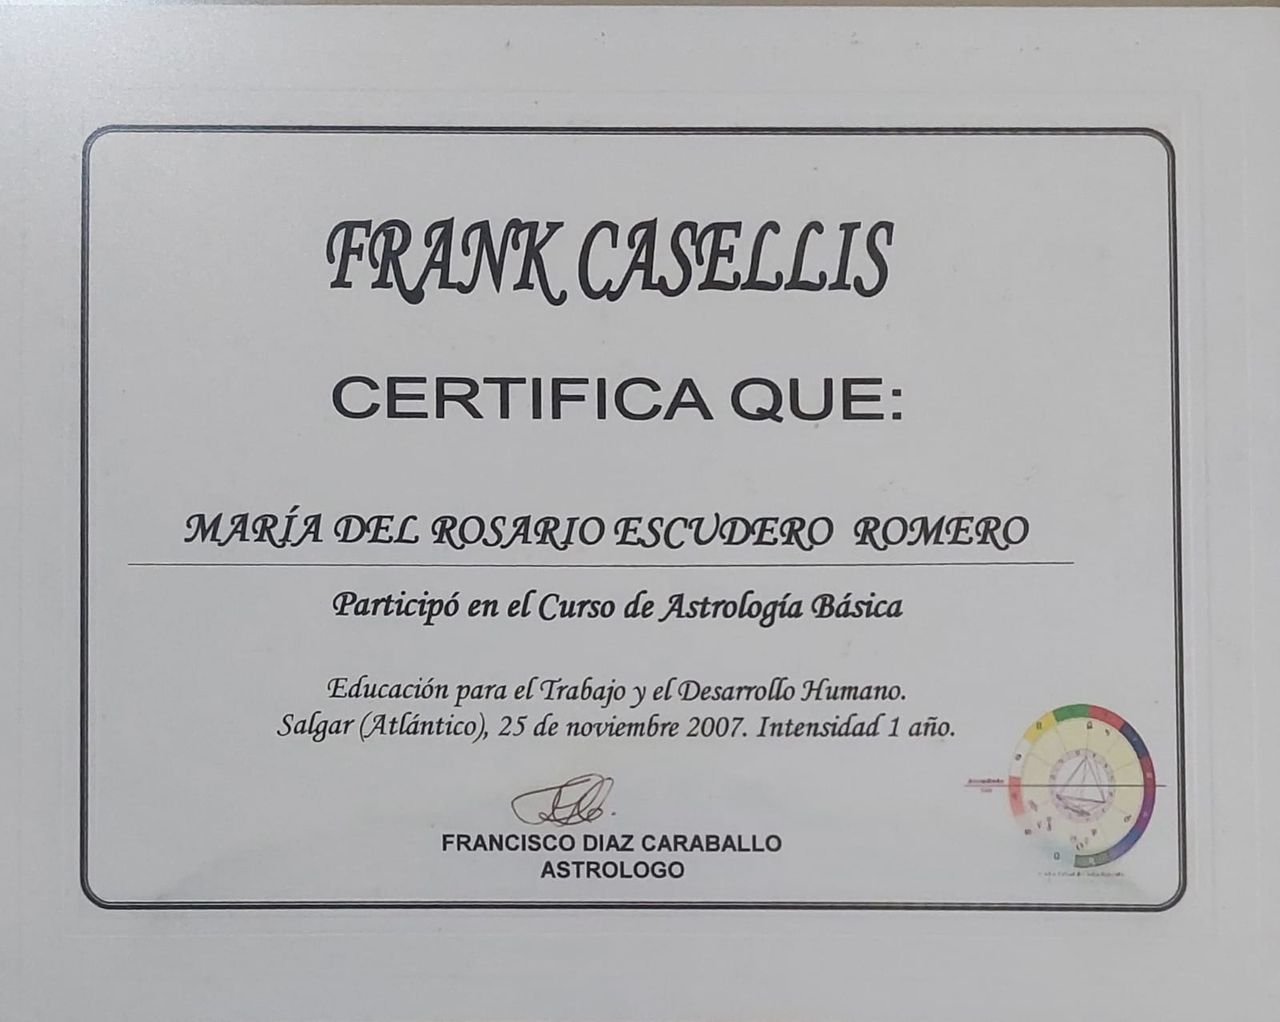 FRANK CASELLIS
CERTIFICA QUE:
MARÍA DEL ROSARIO ESCUDERO ROMERO
Participó en el Curso de Astrología Básica
Educación para el Trabajo y el Desarrollo Humano.
Salgar (Atlántico), 25 de noviembre 2007. Intensidad 1 año.
FRANCISCO DIAZ CARABALLO
ASTROLOGO